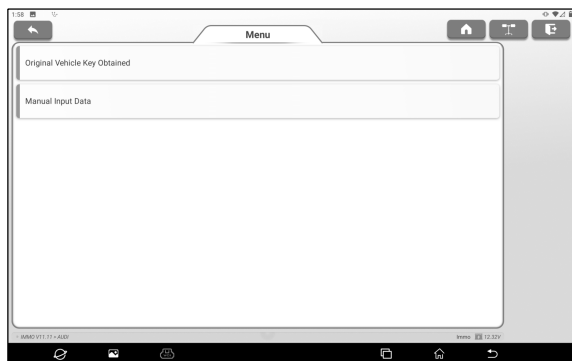 1:58
Menu
Original Vehicle Key Obtained
Manual Input Data
IMMO V11.11 > AUDI
Immo 12.32V